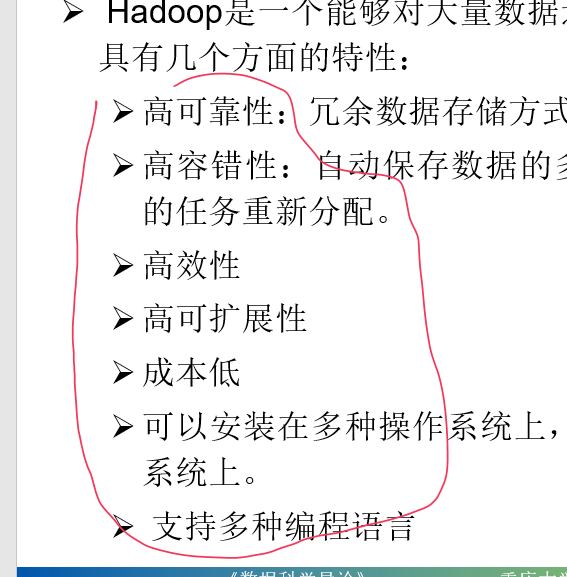 ➢ Hadoop是一个能够对大量数据
具有几个方面的特性：
➢ 高可靠性：冗余数据存储方式
➢ 高容错性：自动保存数据的多
的任务重新分配。
➢ 高效性
➢ 高可扩展性
➢ 成本低
➢ 可以安装在多种操作系统上，
系统上。
➢ 支持多种编程语言
《数据科学导论》 重庆大学